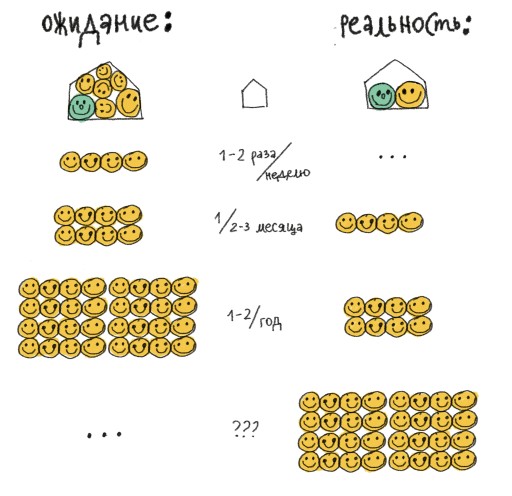 ожидание:
реальность:
1-2 раза/
неделю
...
1/2-3 месяца
1-2/год
...
???